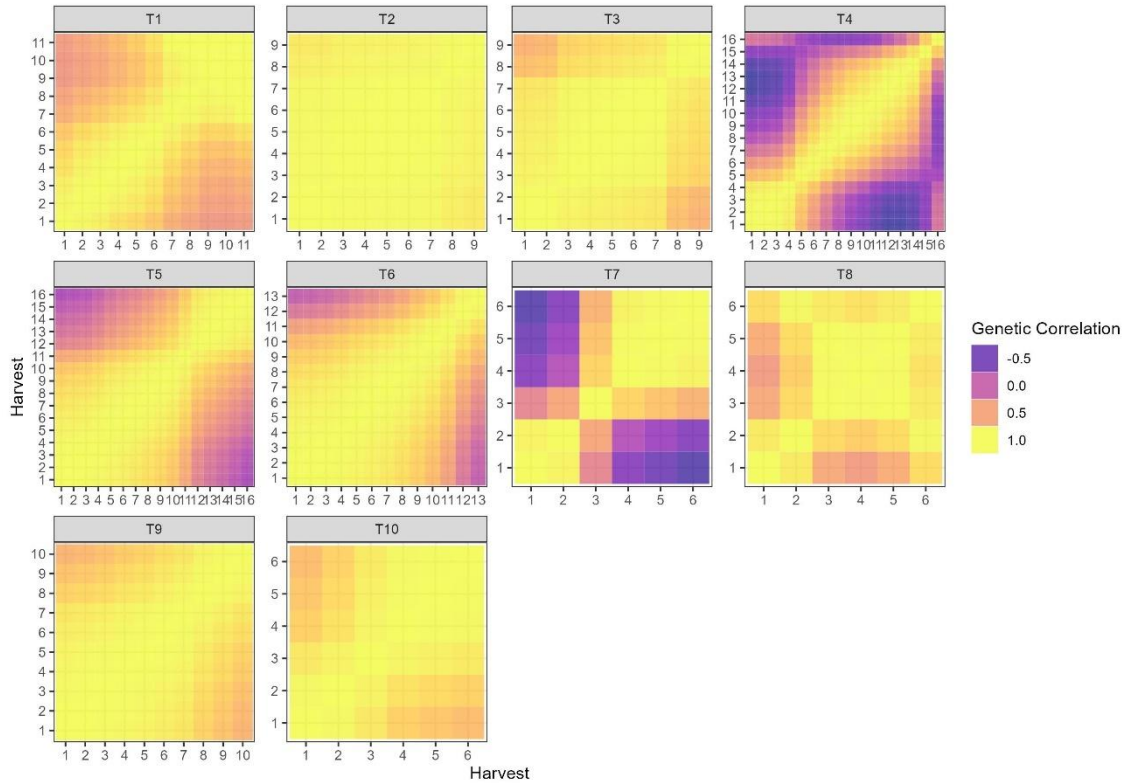 T1 T2 T3 T4
11 10 9 8 7 6 5 4 3 2 1
1 2 3 4 5 6 7 8 9 10 11
9 8 7 6 5 4 3 2 1
1 2 3 4 5 6 7 8 9
9 8 7 6 5 4 3 2 1
1 2 3 4 5 6 7 8 9
16 15 14 13 12 11 10 9 8 7 6 5 4 3 2 1
1 2 3 4 5 6 7 8 9 10 11 12 13 14 15 16
T5 T6 T7 T8
16 15 14 13 12 11 10 9 8 7 6 5 4 3 2 1
1 2 3 4 5 6 7 8 9 10 11 12 13 14 15 16
13 12 11 10 9 8 7 6 5 4 3 2 1
1 2 3 4 5 6 7 8 9 10 11 12 13
6 5 4 3 2 1
1 2 3 4 5 6
6 5 4 3 2 1
1 2 3 4 5 6
T9 T10
10 9 8 7 6 5 4 3 2 1
1 2 3 4 5 6 7 8 9 10
6 5 4 3 2 1
1 2 3 4 5 6
Harvest
Harvest
Genetic Correlation
-0.5
0.0
0.5
1.0